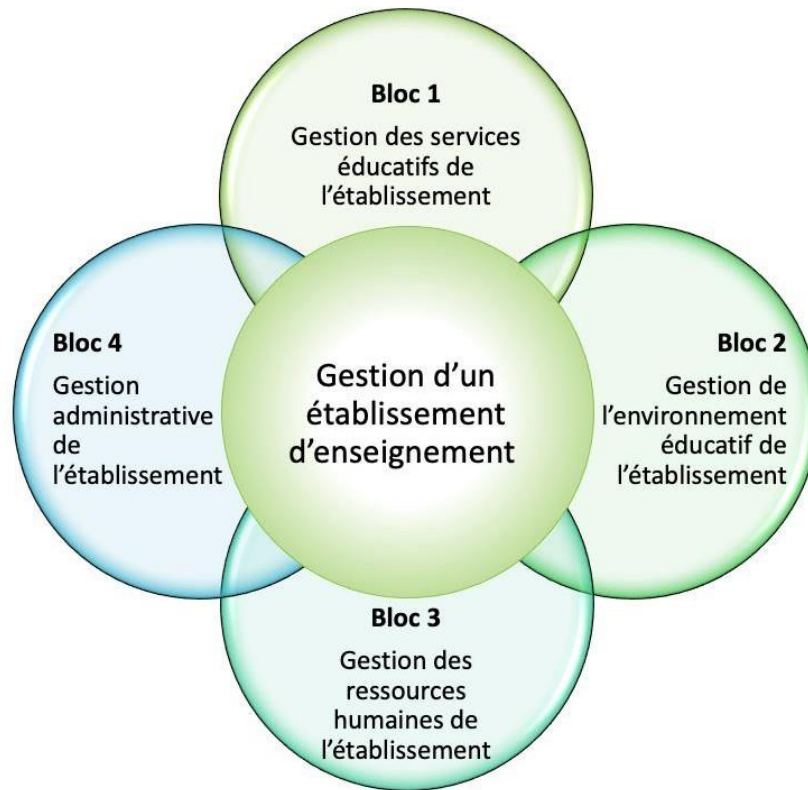 Bloc 1
Gestion des services
éducatifs de
l’établissement
Bloc 4
Gestion
administrative
de
l’établissement
Gestion d’un
établissement
d’enseignement
Bloc 2
Gestion de
l’environnement
éducatif de
l’établissement
Bloc 3
Gestion des
ressources
humaines de
l’établissement